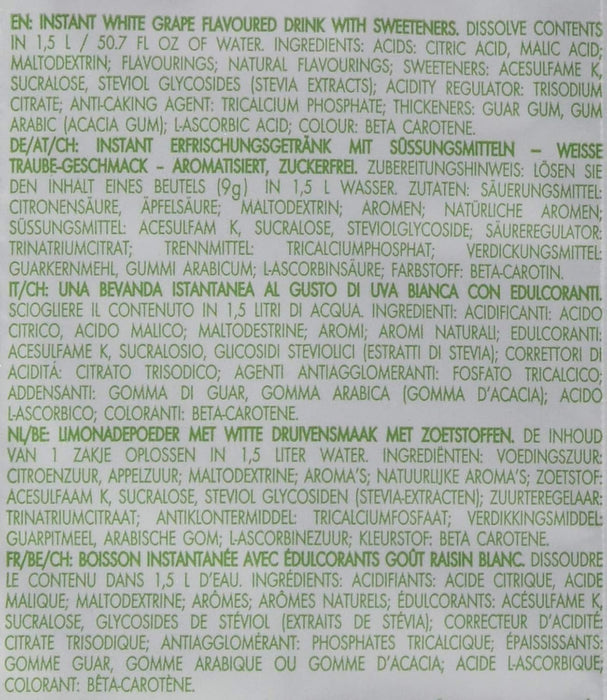 EN: INSTANT WHITE GRAPE FLAVOURED DRINK WITH SWEETENERS. DISSOLVE CONTENTS
IN 1,5 L / 50.7 FL OZ OF WATER. INGREDIENTS: ACIDS: CITRIC ACID, MALIC ACID;
MALTODEXTRIN; FLAVOURINGS; NATURAL FLAVOURINGS; SWEETENERS: ACESULFAME K,
SUCRALOSE, STEVIOL GLYCOSIDES (STEVIA EXTRACTS); ACIDITY REGULATOR: TRISODIUM
CITRATE; ANTI-CAKING AGENT: TRICALCIUM PHOSPHATE; THICKENERS: GUAR GUM, GUM
ARABIC (ACACIA GUM); L-ASCORBIC ACID; COLOUR: BETA CAROTENE.
DE/AT/CH: INSTANT ERFRISCHUNGSGETRÄNK MIT SÜSSUNGSMITTELN – WEISSE
TRAUBE-GESCHMACK – AROMATISIERT, ZUCKERFREI. ZUBEREITUNGSHINWEIS: LÖSEN SIE
DEN INHALT EINES BEUTELS (9g) IN 1,5 L WASSER. ZUTATEN: SÄUERUNGSMITTEL:
CITRONENSÄURE, ÄPFELSÄURE; MALTODEXTRIN; AROMEN; NATÜRLICHE AROMEN;
SÜSSUNGSMITTEL: ACESULFAM K, SUCRALOSE, STEVIOLGLYCOSIDE; SÄUREREGULATOR:
TRINATRIUMCITRAT; TRENNMITTEL: TRICALCIUMPHOSPHAT; VERDICKUNGSMITTEL:
GUARKERNMEHL, GUMMI ARABICUM; L-ASCORBINSÄURE; FARBSTOFF: BETA-CAROTIN.
IT/CH: UNA BEVANDA ISTANTANEA AL GUSTO DI UVA BIANCA CON EDULCORANTI.
SCIOGLIERE IL CONTENUTO IN 1,5 LITRI DI ACQUA. INGREDIENTI: ACIDIFICANTI: ACIDO
CITRICO, ACIDO MALICO; MALTODESTRINE; AROMI; AROMI NATURALI; EDULCORANTI:
ACESULFAME K, SUCRALOSIO, GLICOSIDI STEVIOLICI (ESTRATTI DI STEVIA); CORRETTORI DI
ACIDITÁ: CITRATO TRISODICO; AGENTI ANTIAGGLOMERANTI: FOSFATO TRICALCICO;
ADDENSANTI: GOMMA DI GUAR, GOMMA ARABICA (GOMMA D'ACACIA); ACIDO
L-ASCORBICO; COLORANTI: BETA-CAROTENE.
NL/BE: LIMONADEPOEDER MET WITTE DRUIVENSMAAK MET ZOETSTOFFEN. DE INHOUD
VAN 1 ZAKJE OPLOSSEN IN 1,5 LITER WATER. INGREDIËNTEN: VOEDINGSZUUR:
CITROENZUUR, APPELZUUR; MALTODEXTRINE; AROMA'S; NATUURLIJKE AROMA'S; ZOETSTOF:
ACESULFAAM K, SUCRALOSE, STEVIOL GLYCOSIDEN (STEVIA-EXTRACTEN); ZUURTEREGELAAR:
TRINATRIUMCITRAAT; ANTIKLONTERMIDDEL: TRICALCIUMFOSFAAT; VERDIKKINGSMIDDEL:
GUARPITMEEL, ARABISCHE GOM; L-ASCORBINEZUUR; KLEURSTOF: BETA CAROTENE.
FR/BE/CH: BOISSON INSTANTANÉE AVEC ÉDULCORANTS GOÛT RAISIN BLANC. DISSOUDRE
LE CONTENU DANS 1,5 L D'EAU. INGRÉDIENTS: ACIDIFIANTS: ACIDE CITRIQUE, ACIDE
MALIQUE; MALTODEXTRINE; ARÔMES; ARÔMES NATURELS; ÉDULCORANTS: ACÉSULFAME K,
SUCRALOSE, GLYCOSIDES DE STÉVIOL (EXTRAITS DE STÉVIA); CORRECTEUR D'ACIDITÉ:
CITRATE TRISODIQUE; ANTIAGGLOMÉRANT: PHOSPHATES TRICALCIQUE; ÉPAISSISSANTS:
GOMME GUAR, GOMME ARABIQUE OU GOMME D'ACACIA; ACIDE L-ASCORBIQUE;
COLORANT: BÊTA-CAROTÈNE.